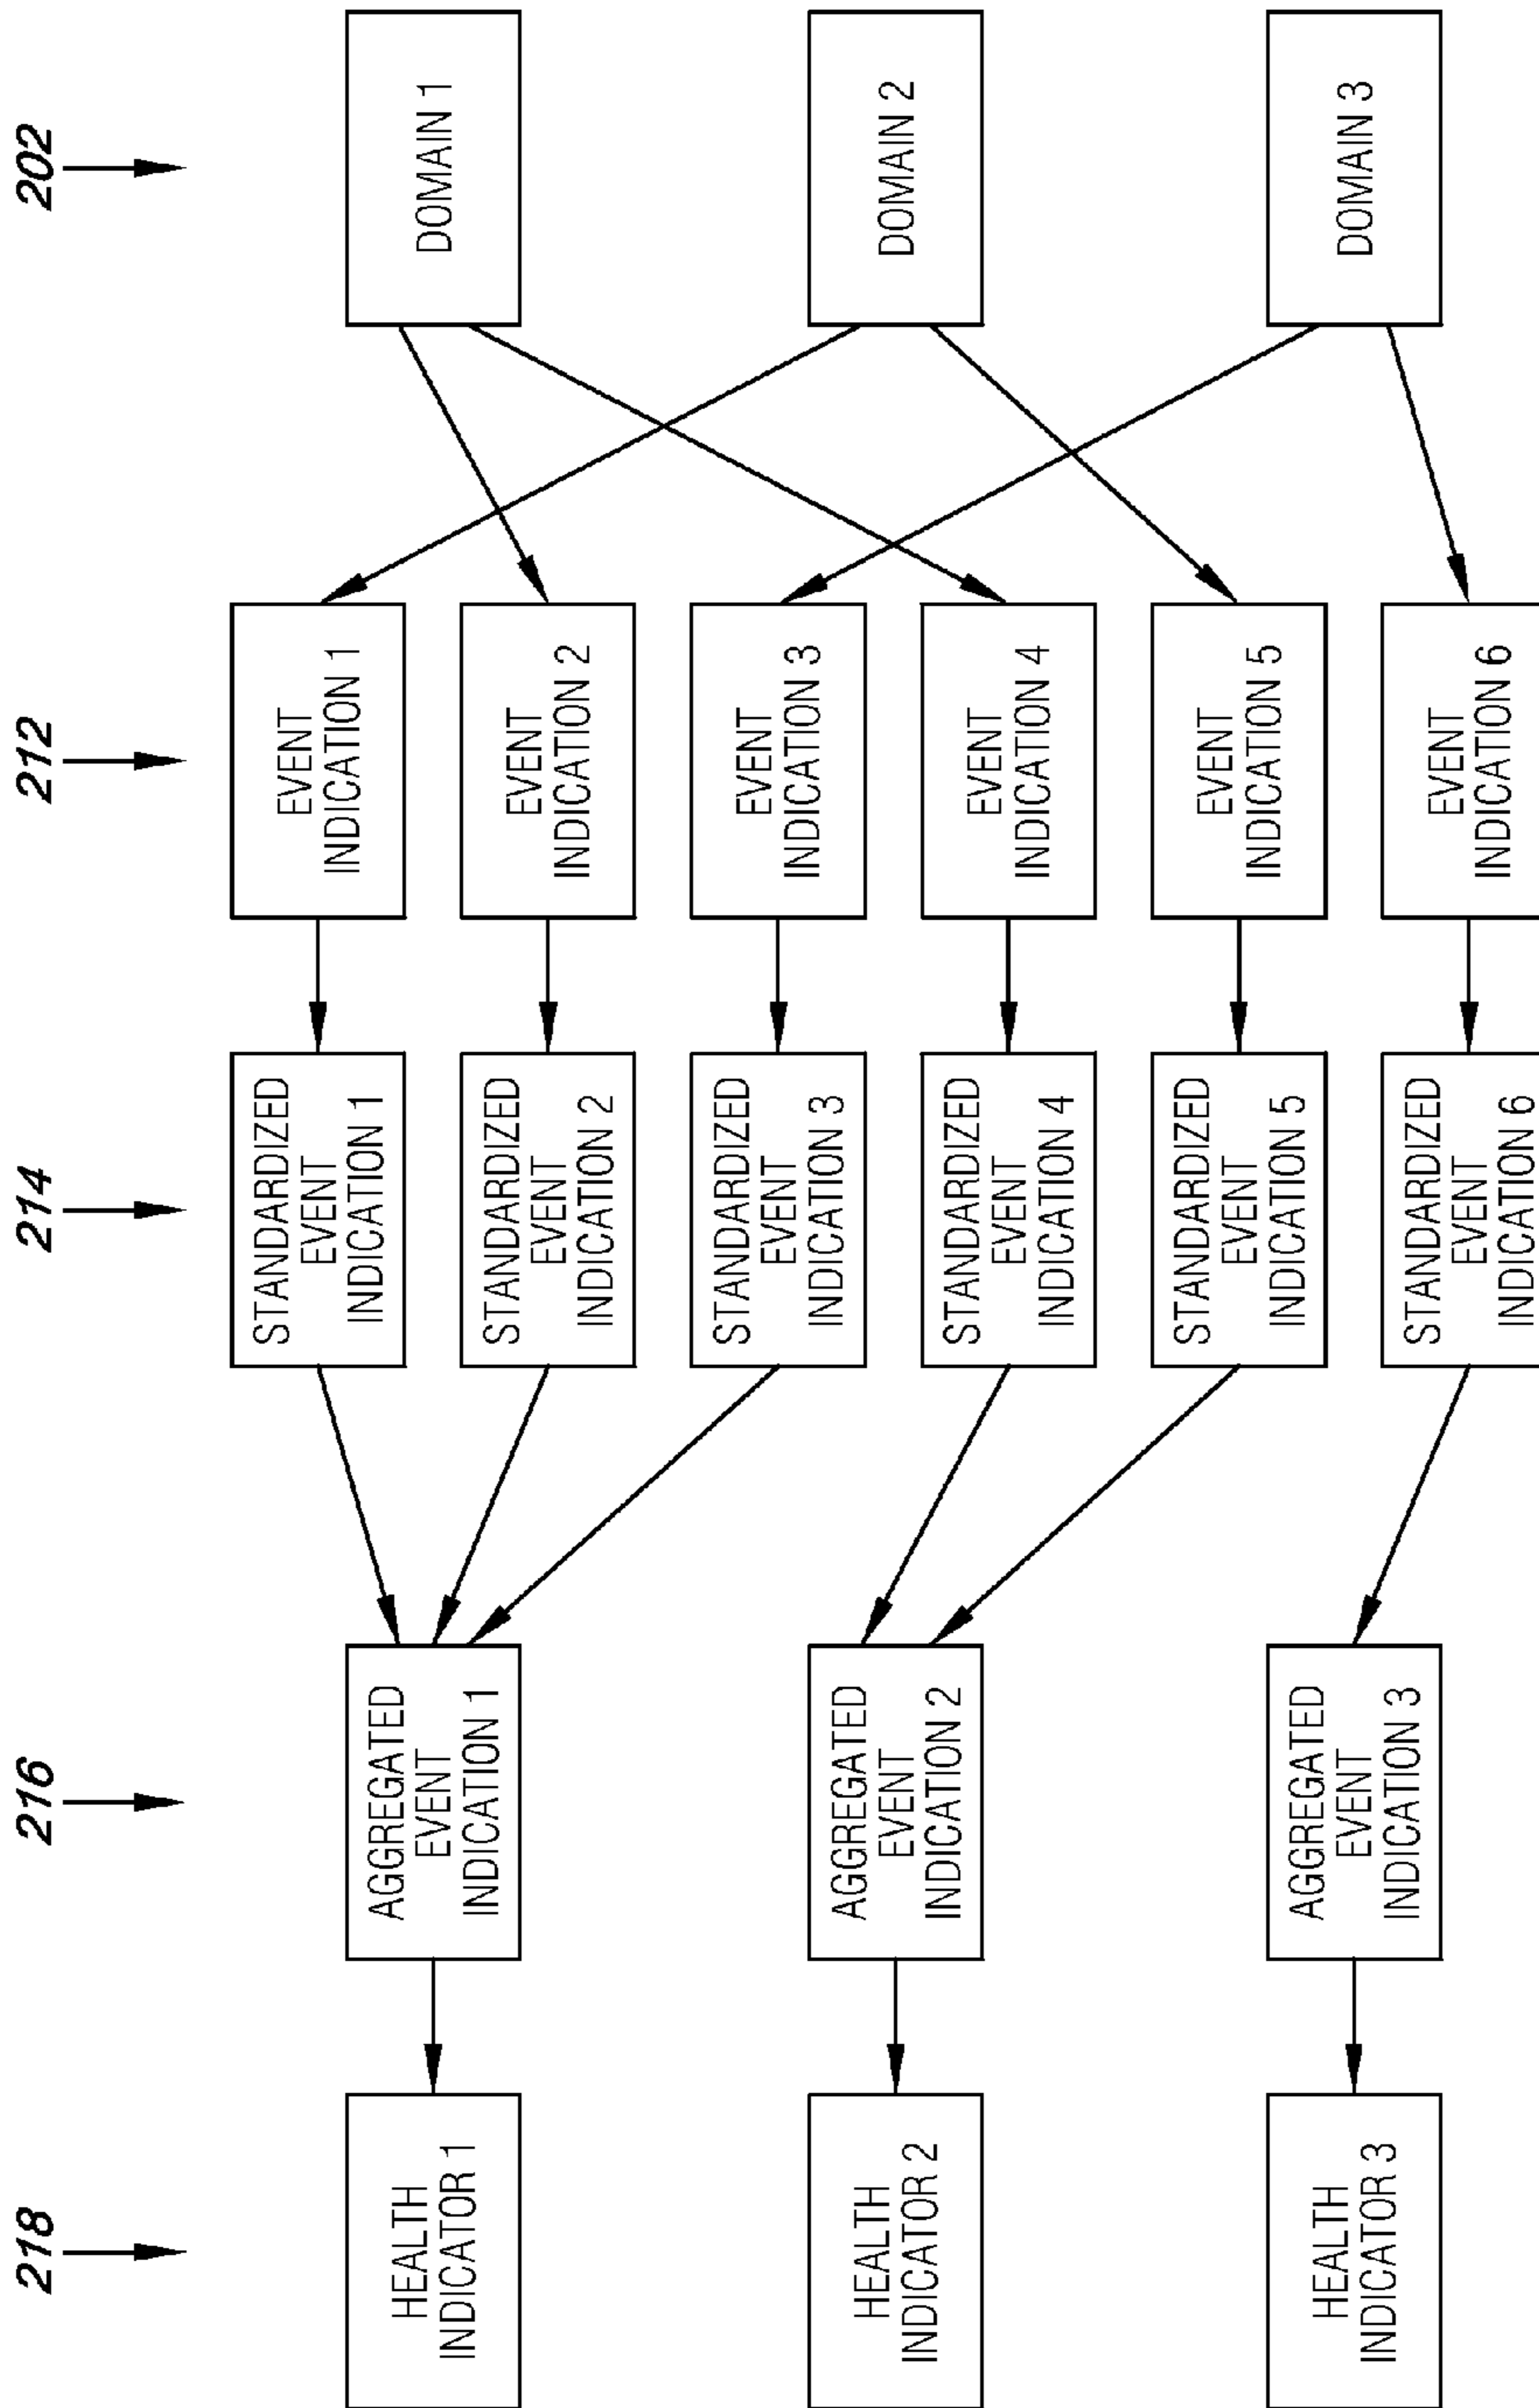 202
DOMAIN 1
DOMAIN 2
DOMAIN 3
212
EVENT
INDICATION 1
EVENT
INDICATION 2
EVENT
INDICATION 3
EVENT
INDICATION 4
EVENT
INDICATION 5
EVENT
INDICATION 6
214
STANDARDIZED
EVENT
INDICATION 1
STANDARDIZED
EVENT
INDICATION 2
STANDARDIZED
EVENT
INDICATION 3
STANDARDIZED
EVENT
INDICATION 4
STANDARDIZED
EVENT
INDICATION 5
STANDARDIZED
EVENT
INDICATION 6
216
AGGREGATED
EVENT
INDICATION 1
AGGREGATED
EVENT
INDICATION 2
AGGREGATED
EVENT
INDICATION 3
218
HEALTH
INDICATOR 1
HEALTH
INDICATOR 2
HEALTH
INDICATOR 3